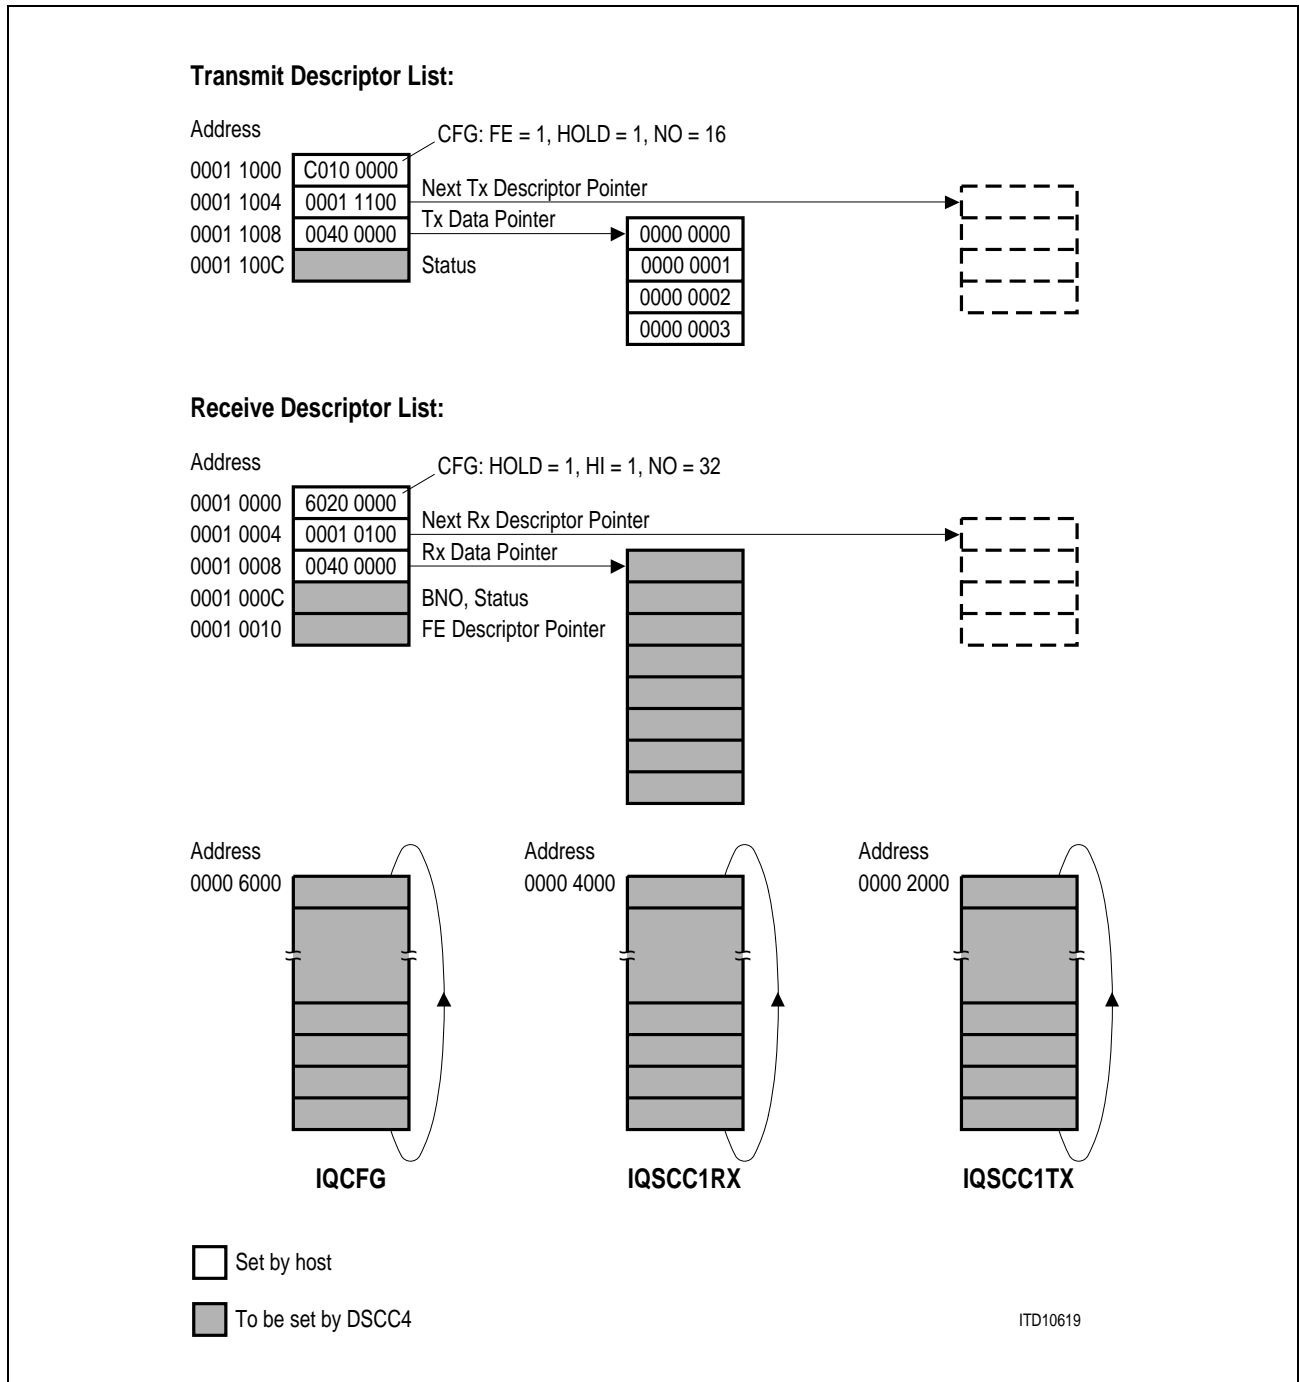 Transmit Descriptor List:
Address
CFG: FE = 1, HOLD = 1, NO = 16
0001 1000 C010 0000
0001 1004 0001 1100 Next Tx Descriptor Pointer
0001 1008 0040 0000 Tx Data Pointer 0000 0000
0001 100C Status 0000 0001
0000 0002
0000 0003
Receive Descriptor List:
Address
CFG: HOLD = 1, HI = 1, NO = 32
0001 0000 6020 0000
0001 0004 0001 0100 Next Rx Descriptor Pointer
0001 0008 0040 0000 Rx Data Pointer
0001 000C BNO, Status
0001 0010 FE Descriptor Pointer
Address Address Address
0000 6000 0000 4000 0000 2000
IQCFG IQSCC1RX IQSCC1TX
Set by host
To be set by DSCC4
ITD10619